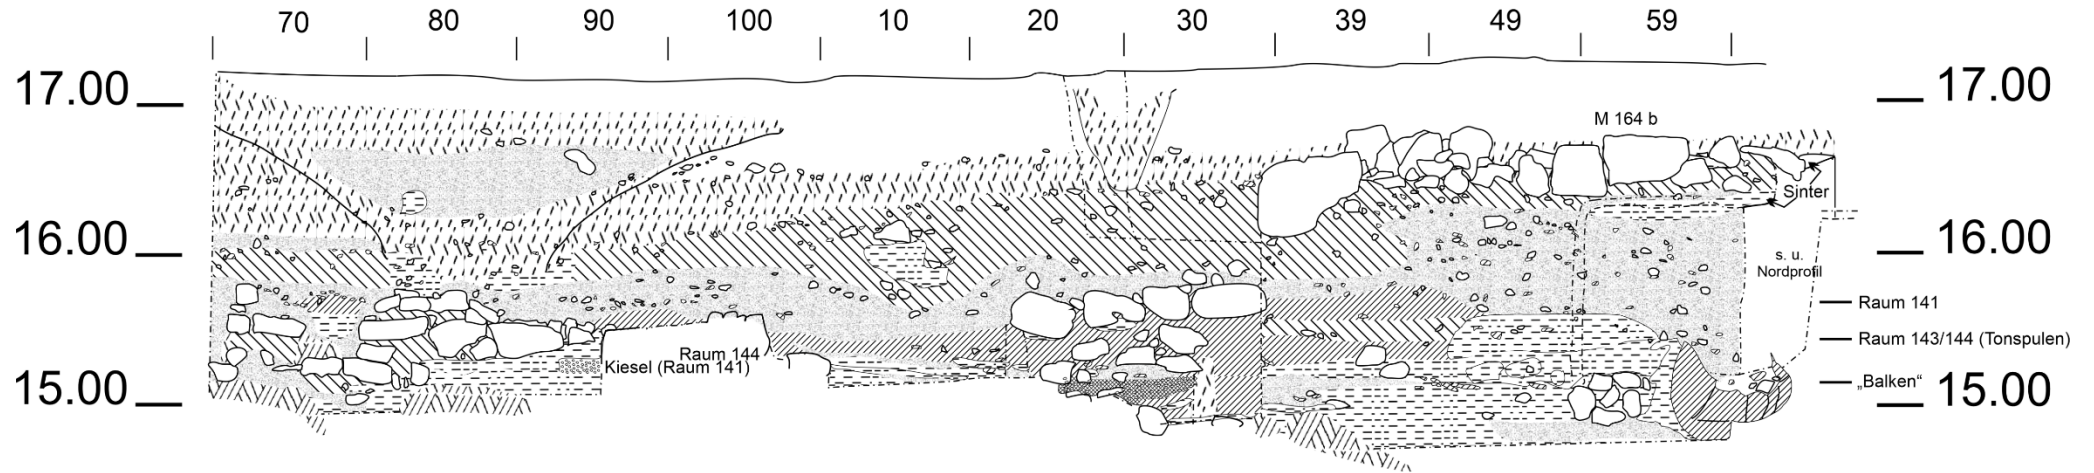 70 80 90 100 10 20 30 39 49 59
17.00 17.00
M 164 b
Sinter
16.00 16.00
s. u.
Nordprofil
Raum 141
Raum 143/144 (Tonspulen)
Raum 144
Kiesel (Raum 141)
„Balken“
15.00 15.00